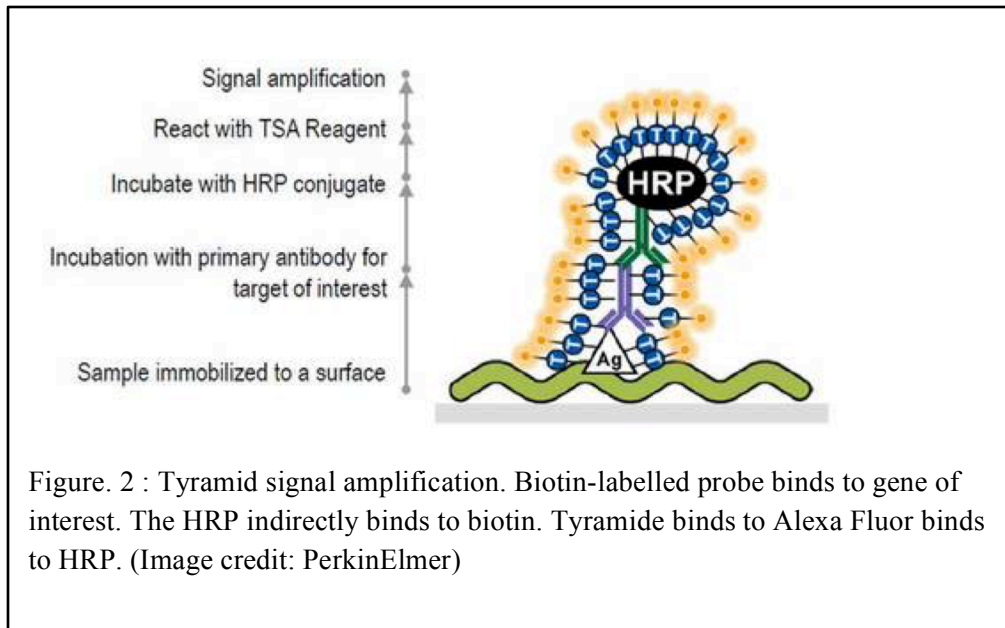 Signal amplification
React with TSA Reagent
Incubate with HRP conjugate
Incubation with primary antibody for
target of interest
Sample immobilized to a surface
T T T T T T T T T T T T T T T T T T T T T T T T T T T T T T T
HRP
Ag
Figure. 2 : Tyramid signal amplification. Biotin-labelled probe binds to gene of
interest. The HRP indirectly binds to biotin. Tyramide binds to Alexa Fluor binds
to HRP. (Image credit: PerkinElmer)